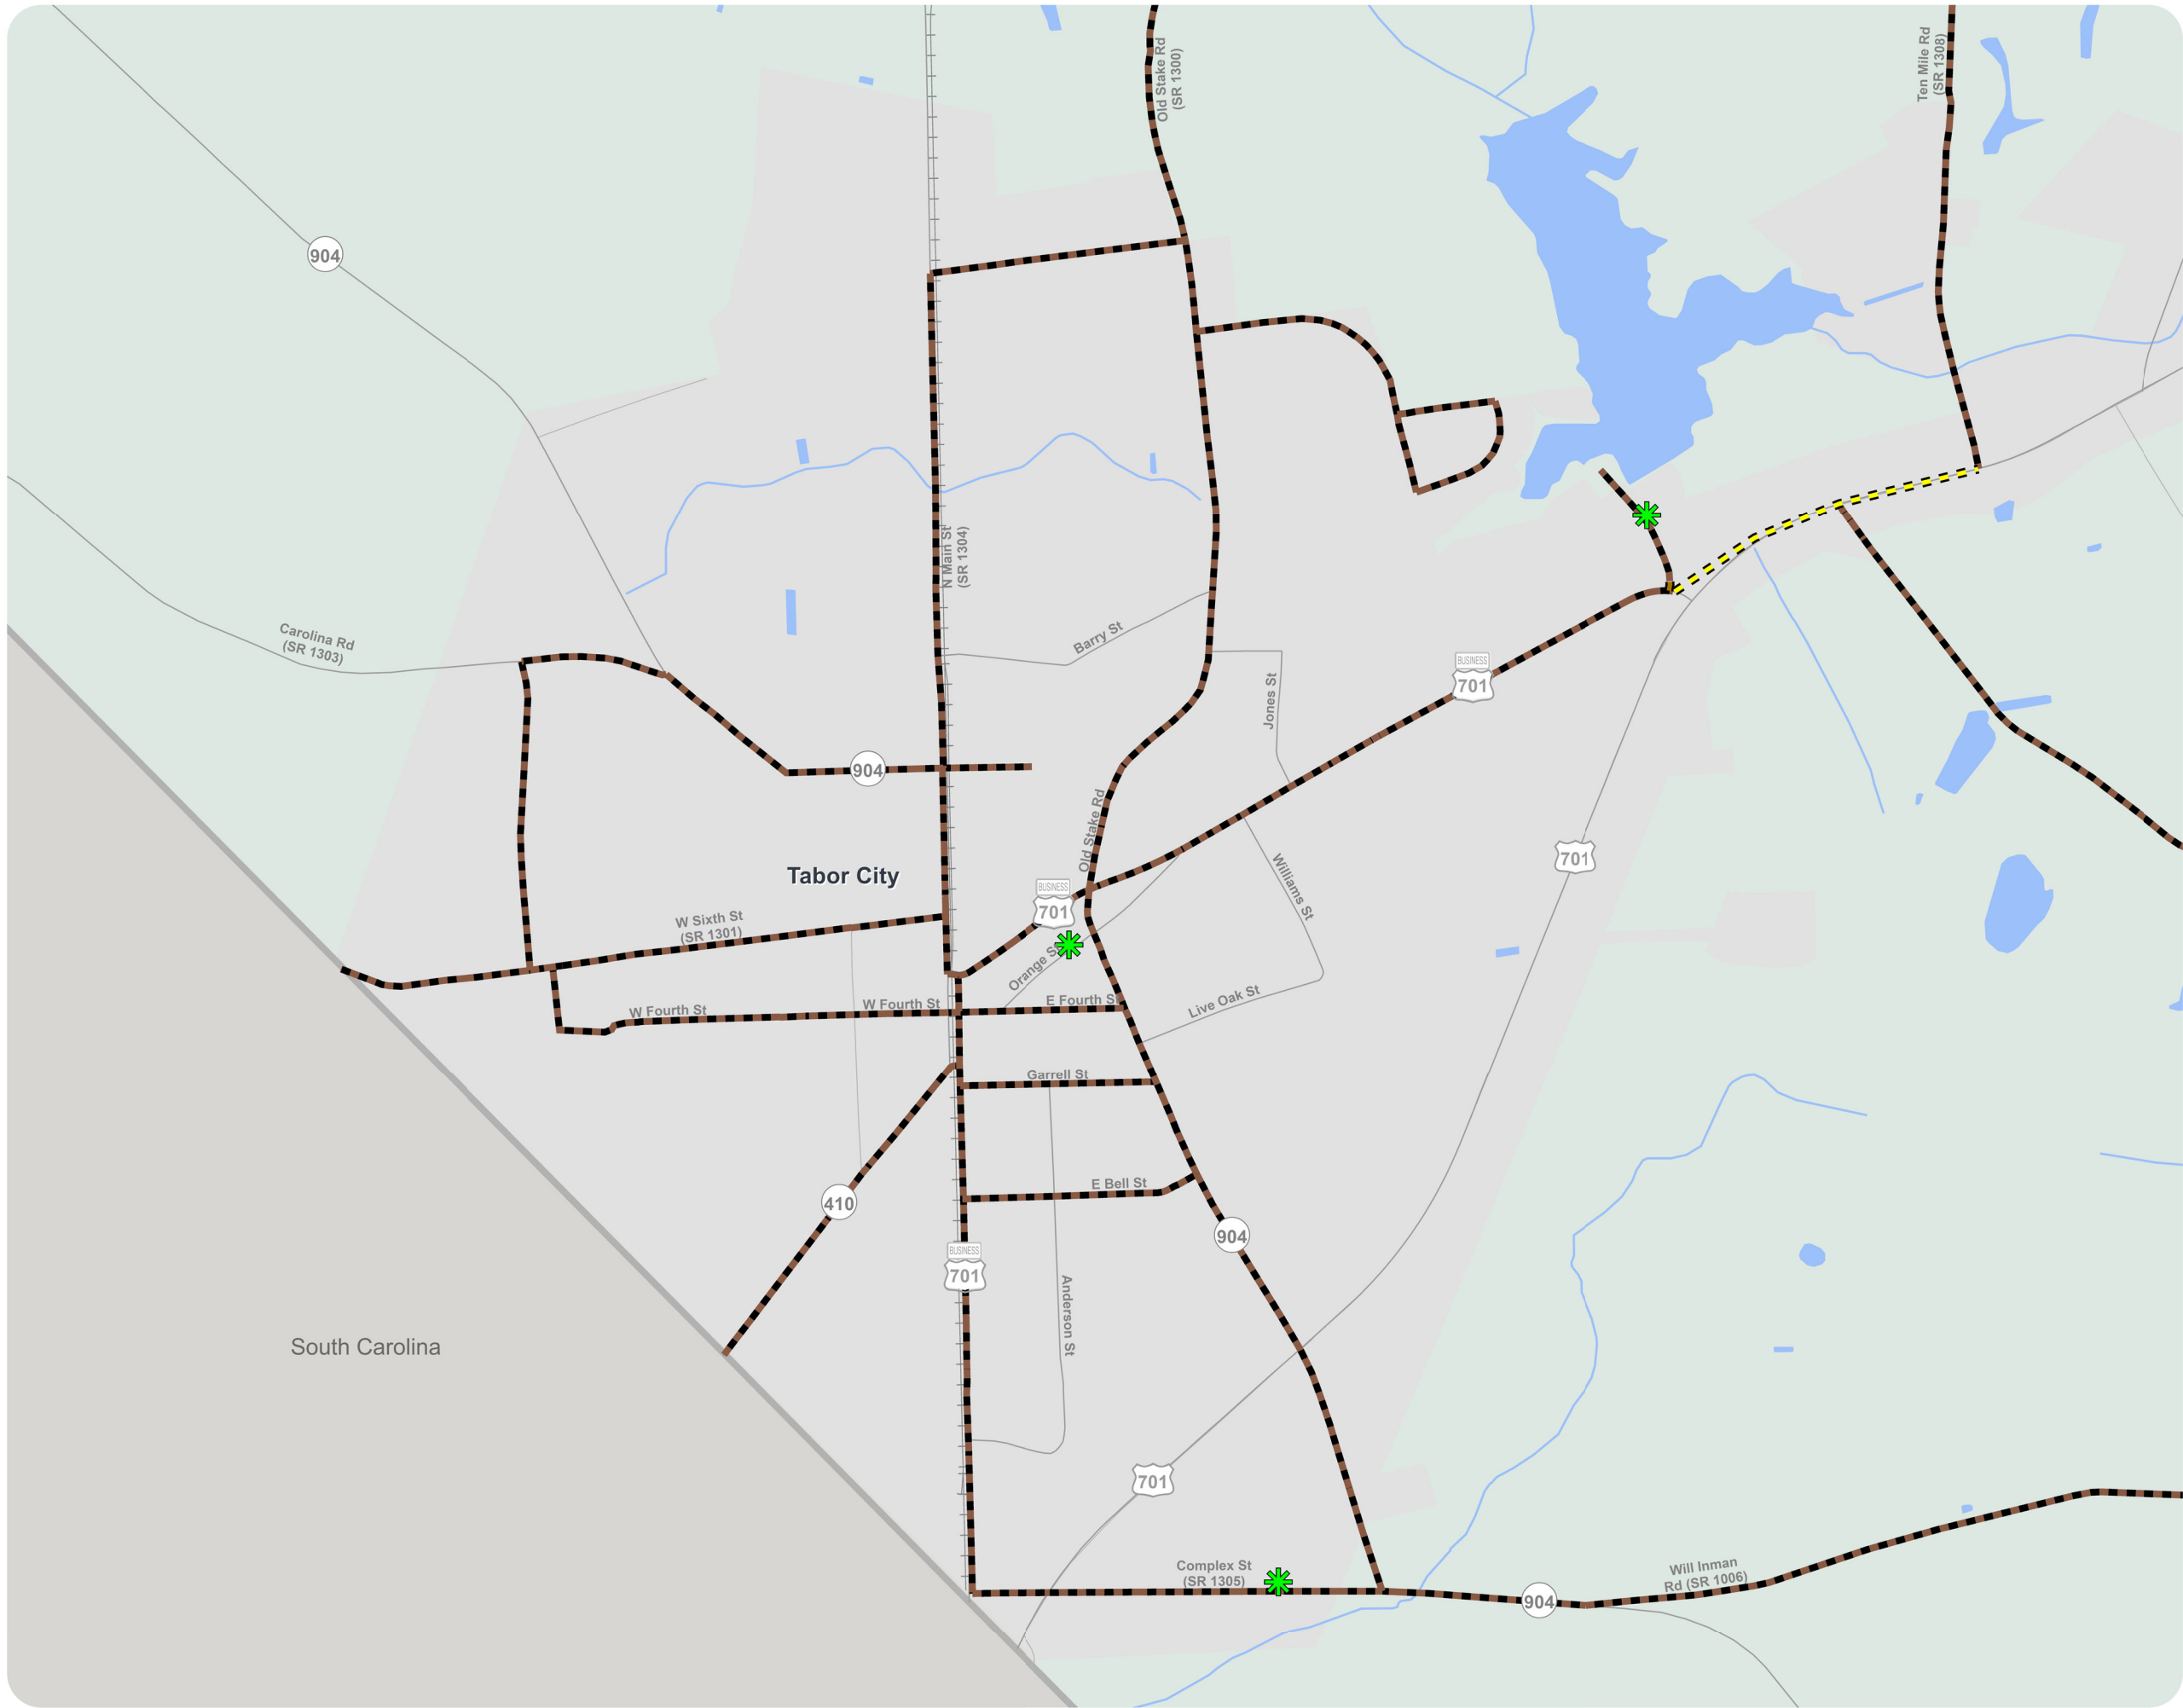 Old Stake Rd
(SR 1300)
Ten Mile Rd
(SR 1308)
904
N Main St
(SR 1304)
Carolina Rd
(SR 1303)
Barry St
Jones St
BUSINESS
701
904
Old Stake Rd
701
Tabor City
Williams St
BUSINESS
701
W Sixth St
(SR 1301)
Orange St
W Fourth St
W Fourth St
E Fourth St
Live Oak St
Garrell St
E Bell St
410
904
BUSINESS
701
Anderson St
South Carolina
701
Complex St
(SR 1305)
Will Inman
Rd (SR 1006)
904